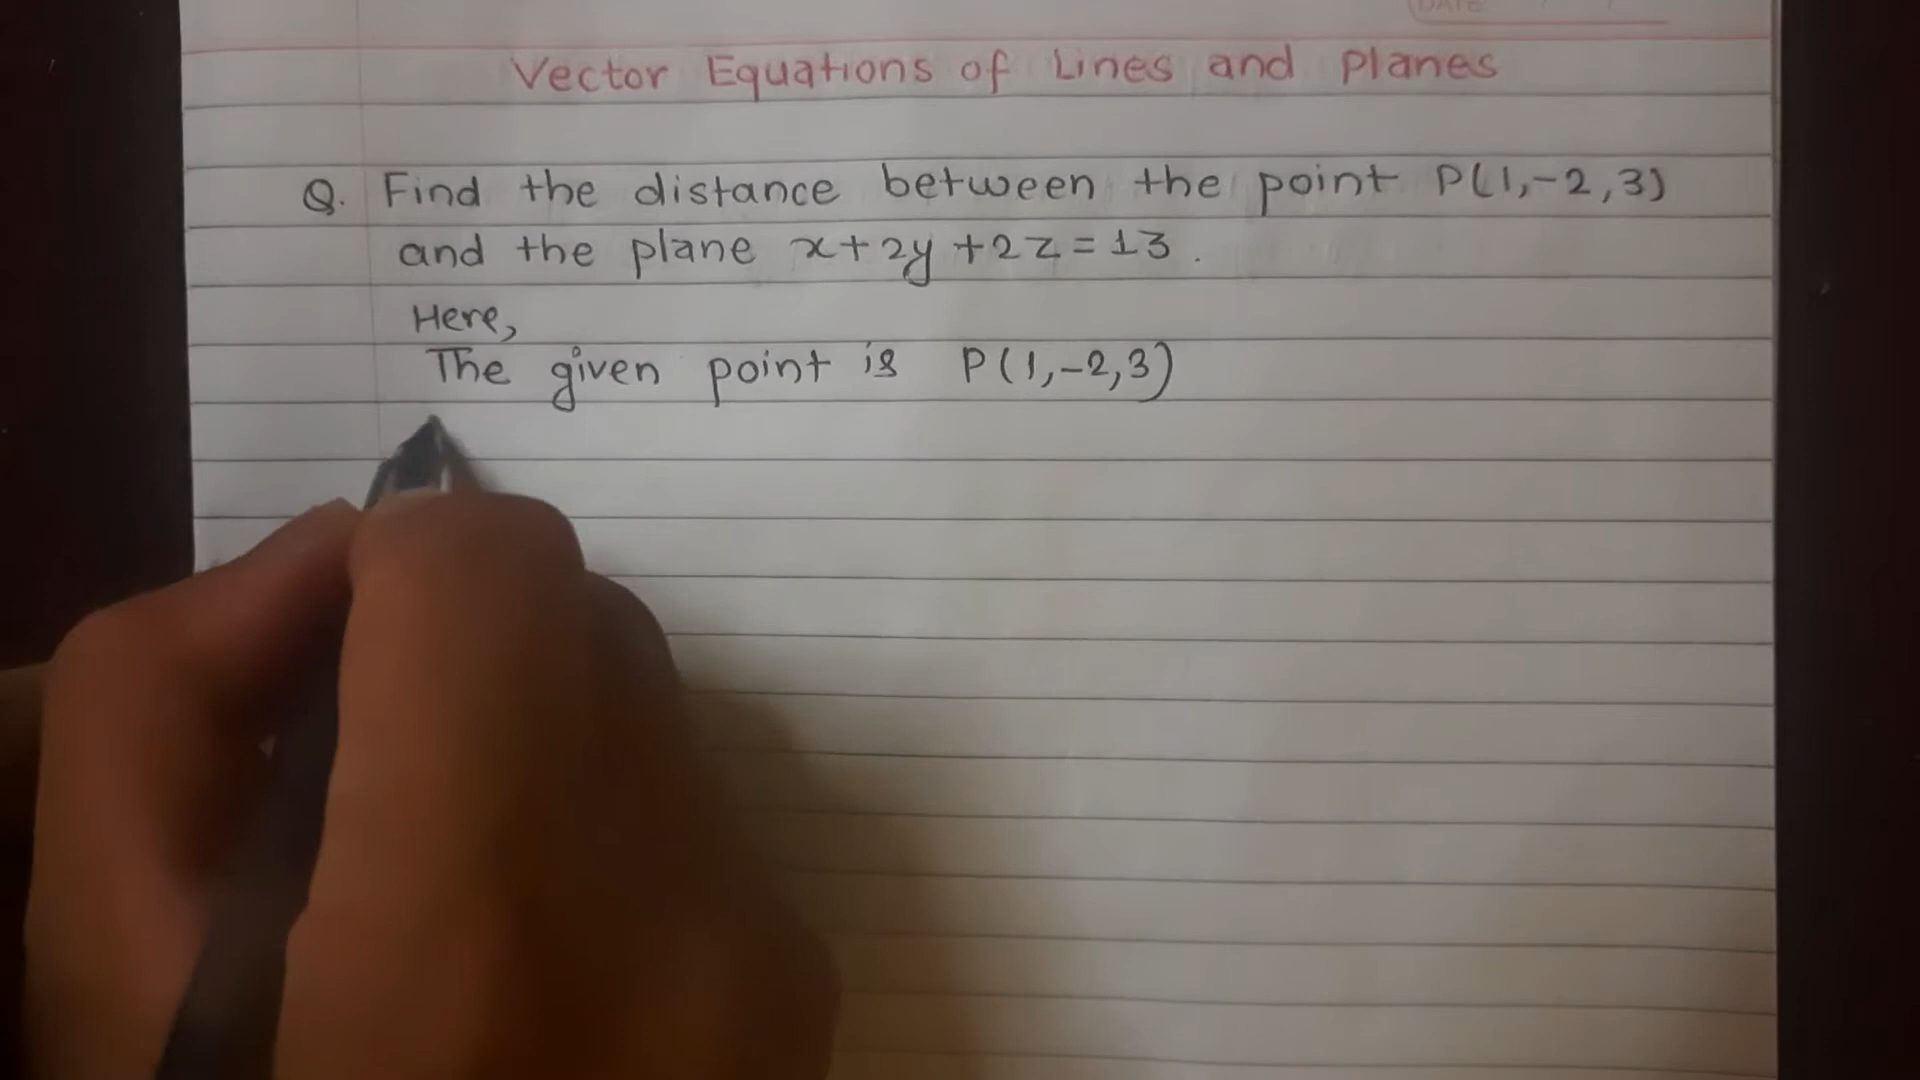 DATE
Vector Equations of Lines and Planes
Q. Find the distance between the point P(1,-2,3)
and the plane x+2y+2z=13.
Here,
The given point is P(1,-2,3)